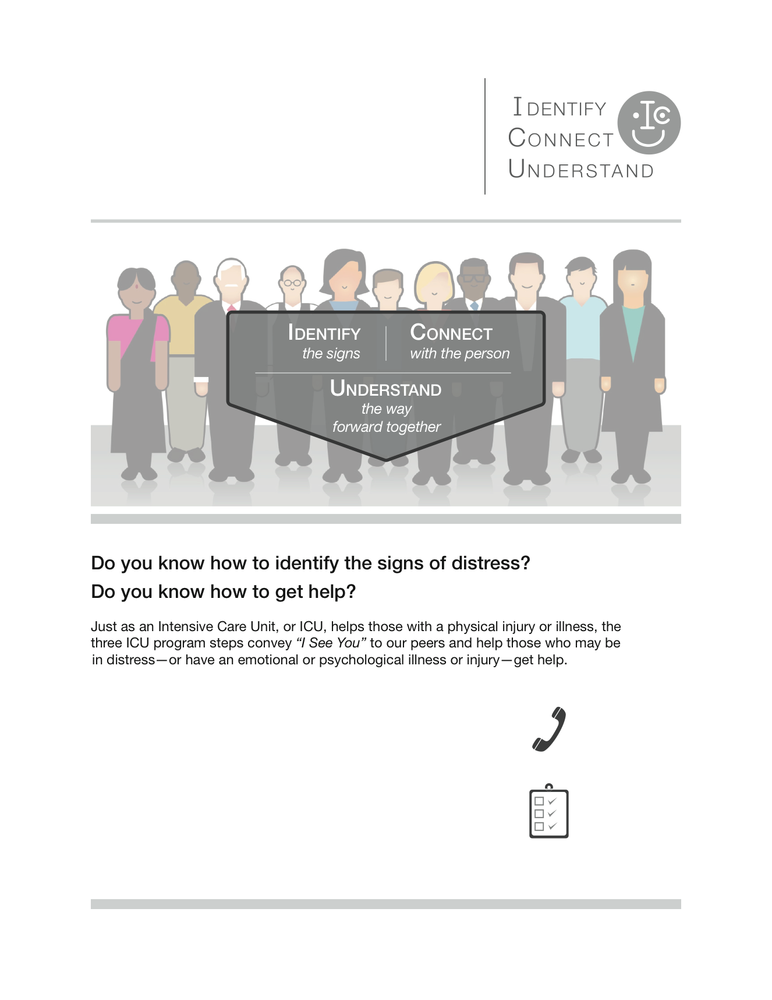 IDENTIFY
CONNECT
UNDERSTAND
IC
IDENTIFY
the signs
CONNECT
with the person
UNDERSTAND
the way
forward together
Do you know how to identify the signs of distress?
Do you know how to get help?
Just as an Intensive Care Unit, or ICU, helps those with a physical injury or illness, the
three ICU program steps convey “I See You” to our peers and help those who may be
in distress—or have an emotional or psychological illness or injury—get help.